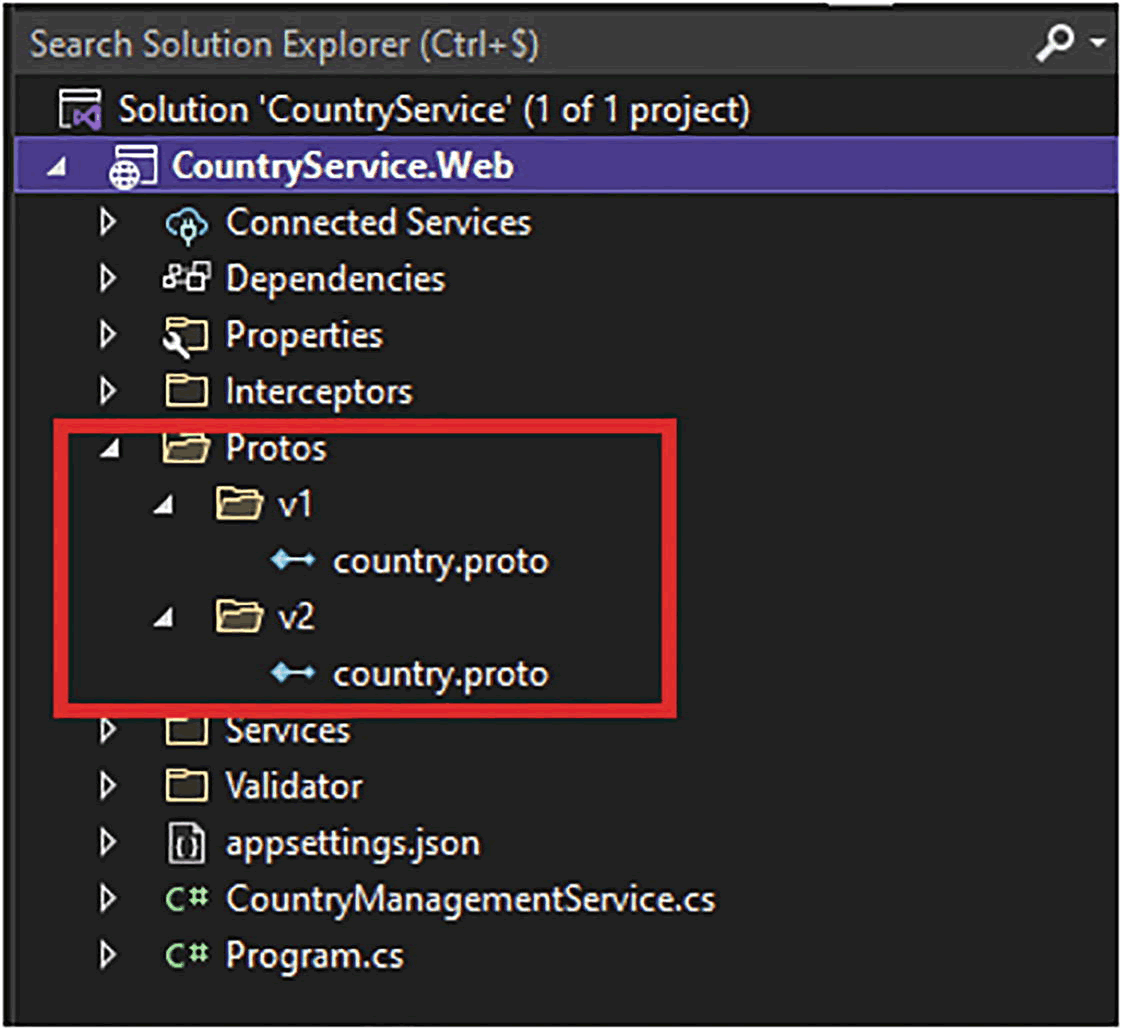 Search Solution Explorer (Ctrl+$)
Solution 'CountryService' (1 of 1 project)
CountryService.Web
Connected Services
Dependencies
Properties
Interceptors
Protos
v1
country.proto
v2
country.proto
Services
Validator
appsettings.json
C# CountryManagementService.cs
C# Program.cs